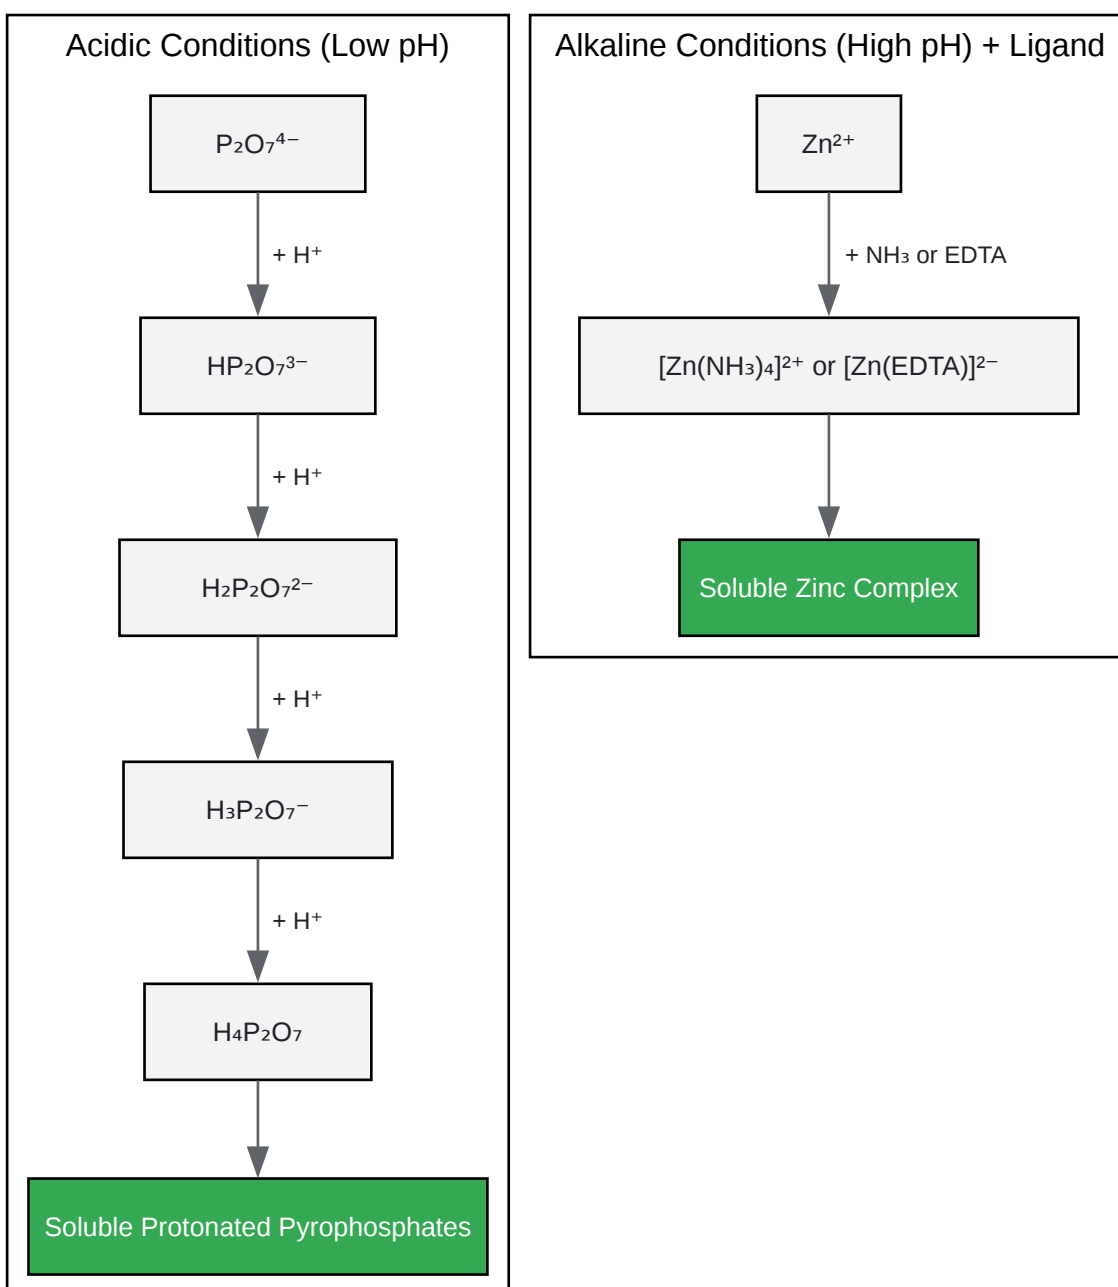 Acidic Conditions (Low pH)
P₂O₇⁴⁻
+ H⁺
HP₂O₇³⁻
+ H⁺
H₂P₂O₇²⁻
+ H⁺
H₃P₂O₇⁻
+ H⁺
H₄P₂O₇
Soluble Protonated Pyrophosphates
Alkaline Conditions (High pH) + Ligand
Zn²⁺
+ NH₃ or EDTA
[Zn(NH₃)₄]²⁺ or [Zn(EDTA)]²⁻
Soluble Zinc Complex